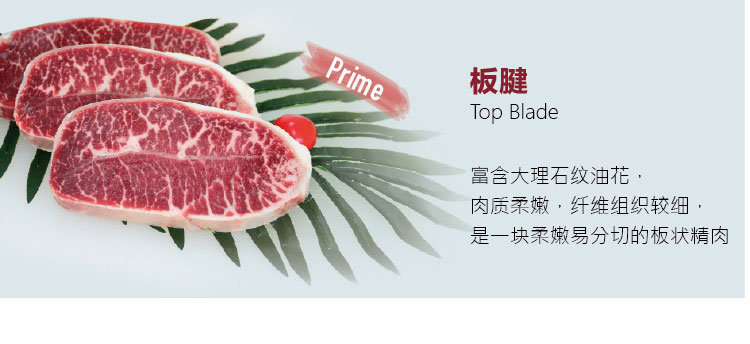 Prime
板腱
Top Blade
富含大理石纹油花，
肉质柔嫩，纤维组织较细，
是一块柔嫩易分切的板状精肉